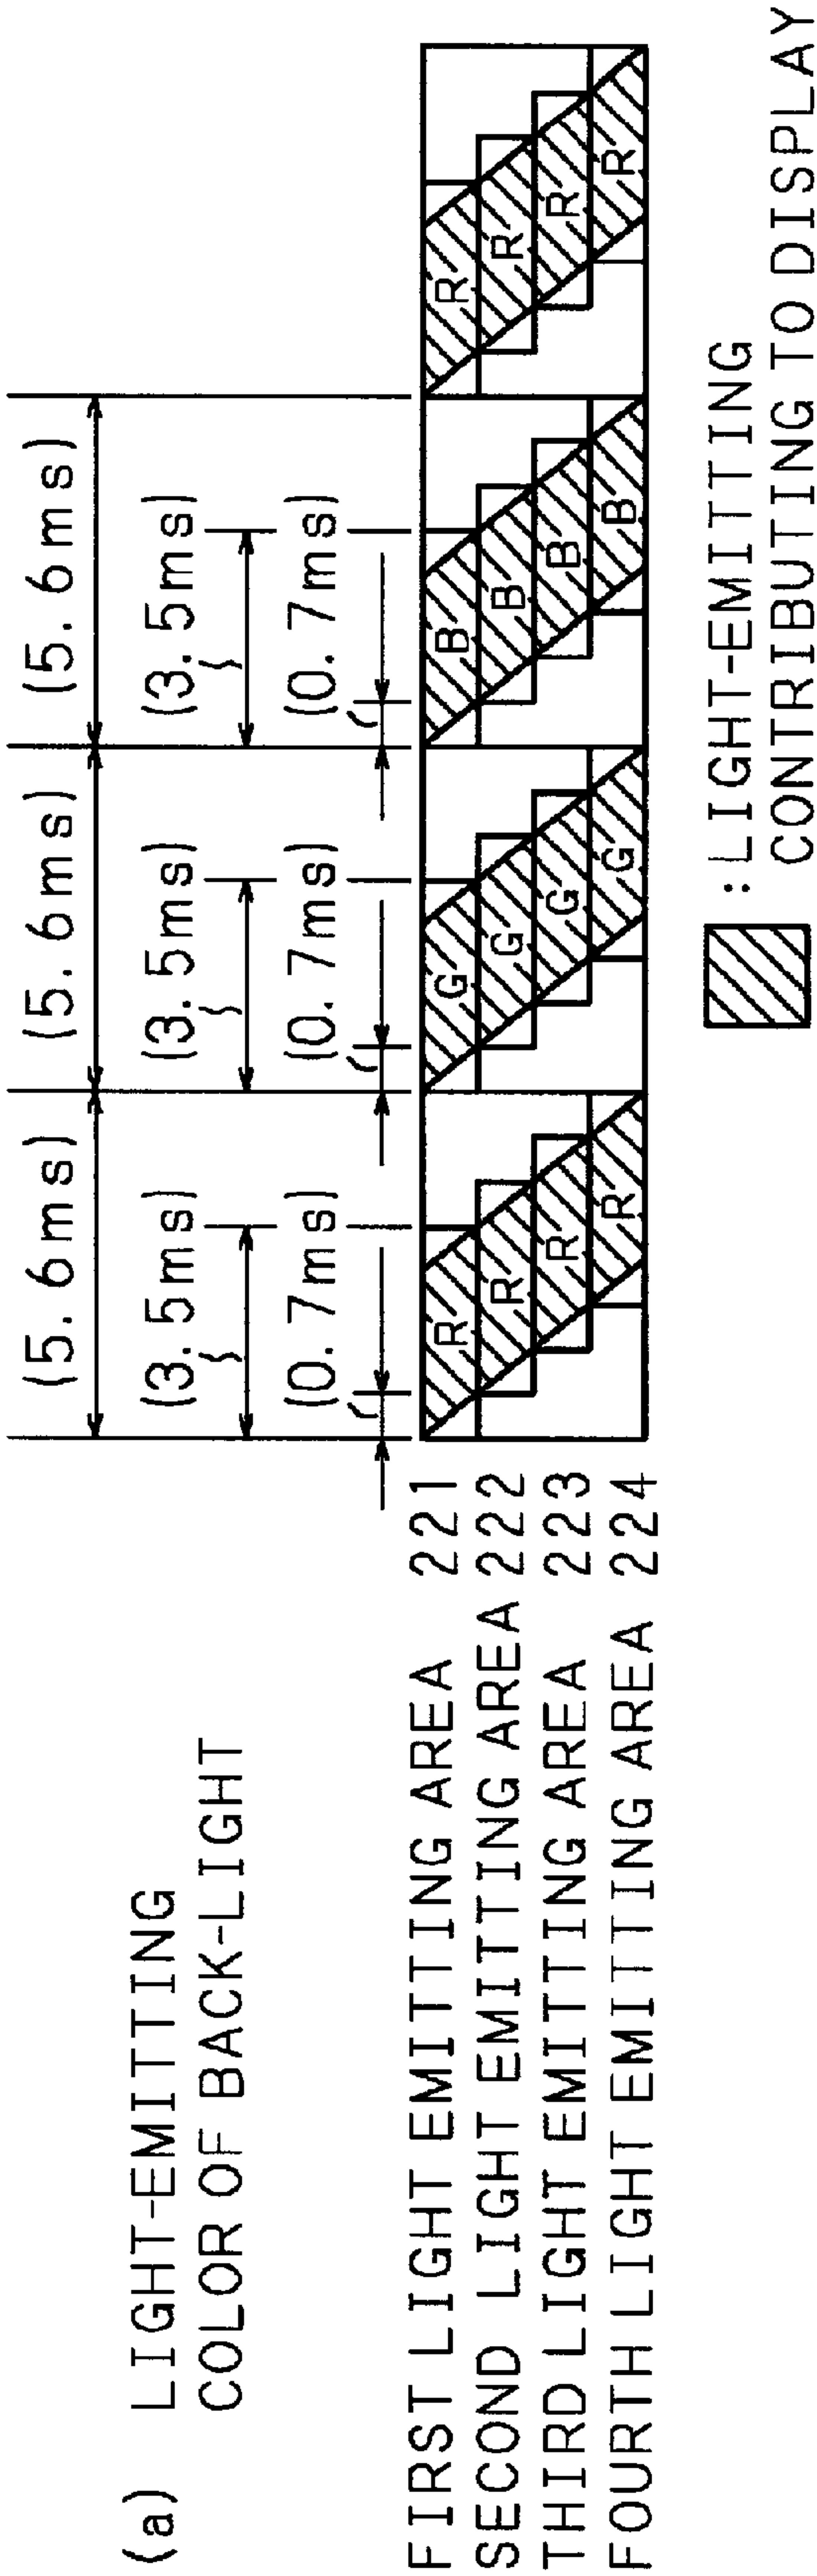 (a) LIGHT-EMITTING
COLOR OF BACK-LIGHT
(5.6ms) (5.6ms) (5.6ms)
(3.5ms) (3.5ms) (3.5ms)
(0.7ms) (0.7ms) (0.7ms)
FIRST LIGHT EMITTING AREA 221 R G B R
SECOND LIGHT EMITTING AREA 222 R G B R
THIRD LIGHT EMITTING AREA 223 R G B R
FOURTH LIGHT EMITTING AREA 224 R G B R
: LIGHT-EMITTING
CONTRIBUTING TO DISPLAY